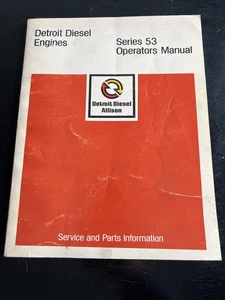 Detroit Diesel
Engines
Series 53
Operators Manual
Detroit Diesel
Allison
Service and Parts Information